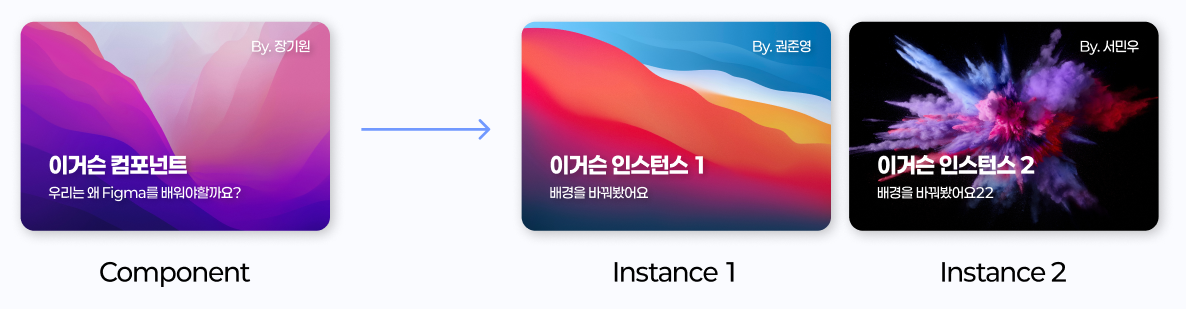 By. 장기원
이거슨 컴포넌트
우리는 왜 Figma를 배워야할까요?
Component
By. 권준영
이거슨 인스턴스 1
배경을 바꿔봤어요
Instance 1
By. 서민우
이거슨 인스턴스 2
배경을 바꿔봤어요22
Instance 2